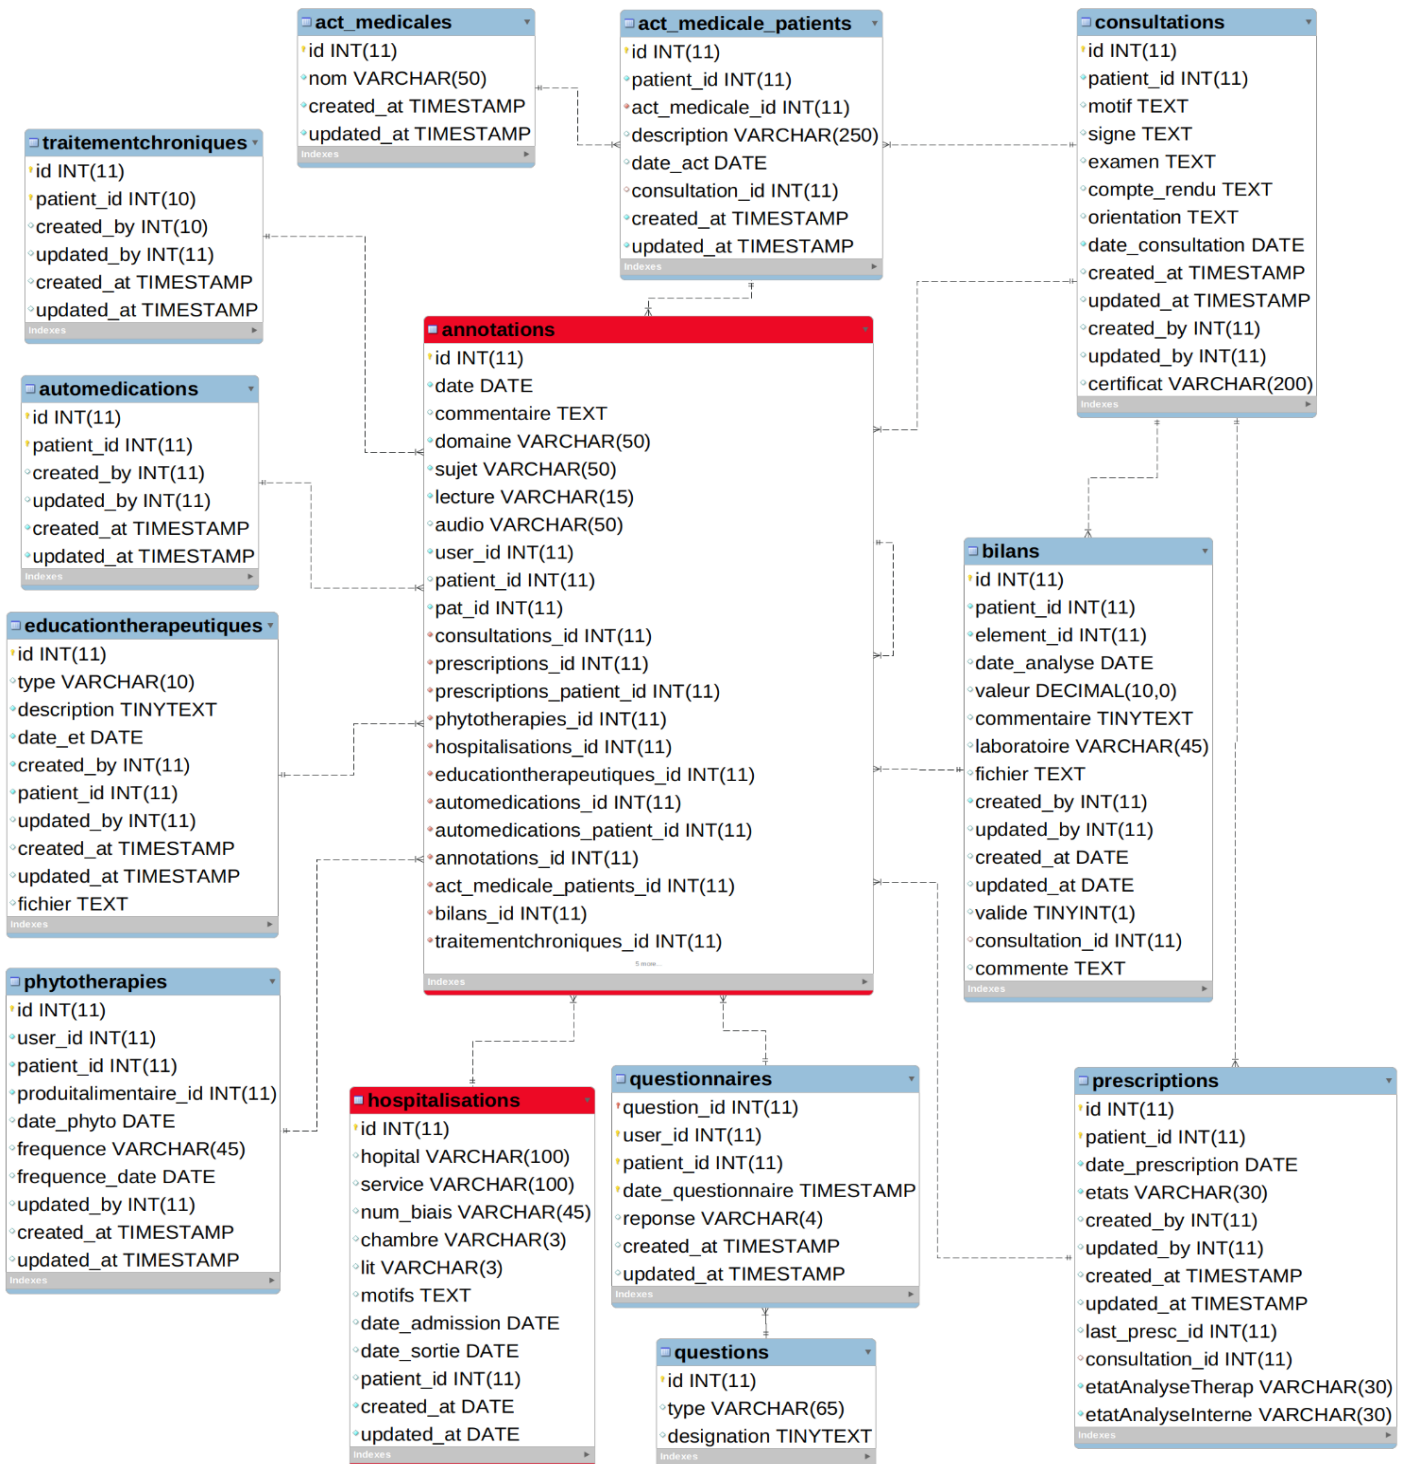 act_medicales
id INT(11)
nom VARCHAR(50)
created_at TIMESTAMP
updated_at TIMESTAMP
Indexes
act_medicale_patients
id INT(11)
patient_id INT(11)
act_medicale_id INT(11)
description VARCHAR(250)
date_act DATE
consultation_id INT(11)
created_at TIMESTAMP
updated_at TIMESTAMP
Indexes
consultations
id INT(11)
patient_id INT(11)
motif TEXT
signe TEXT
examen TEXT
compte_rendu TEXT
orientation TEXT
date_consultation DATE
created_at TIMESTAMP
updated_at TIMESTAMP
created_by INT(11)
updated_by INT(11)
certificat VARCHAR(200)
Indexes
traitementchroniques
id INT(11)
patient_id INT(10)
created_by INT(10)
updated_by INT(11)
created_at TIMESTAMP
updated_at TIMESTAMP
Indexes
automedications
id INT(11)
patient_id INT(11)
created_by INT(11)
updated_by INT(11)
created_at TIMESTAMP
updated_at TIMESTAMP
Indexes
annotations
id INT(11)
date DATE
commentaire TEXT
domaine VARCHAR(50)
sujet VARCHAR(50)
lecture VARCHAR(15)
audio VARCHAR(50)
user_id INT(11)
patient_id INT(11)
pat_id INT(11)
consultations_id INT(11)
prescriptions_id INT(11)
prescriptions_patient_id INT(11)
phytotherapies_id INT(11)
hospitalisations_id INT(11)
educationtherapeutiques_id INT(11)
automedications_id INT(11)
automedications_patient_id INT(11)
annotations_id INT(11)
act_medicale_patients_id INT(11)
bilans_id INT(11)
traitementchroniques_id INT(11)
5 more...
Indexes
bilans
id INT(11)
patient_id INT(11)
element_id INT(11)
date_analyse DATE
valeur DECIMAL(10,0)
commentaire TINYTEXT
laboratoire VARCHAR(45)
fichier TEXT
created_by INT(11)
updated_by INT(11)
created_at DATE
updated_at DATE
valide TINYINT(1)
consultation_id INT(11)
commente TEXT
Indexes
educationtherapeutiques
id INT(11)
type VARCHAR(10)
description TINYTEXT
date_et DATE
created_by INT(11)
patient_id INT(11)
updated_by INT(11)
created_at TIMESTAMP
updated_at TIMESTAMP
fichier TEXT
Indexes
phytotherapies
id INT(11)
user_id INT(11)
patient_id INT(11)
produitalimentaire_id INT(11)
date_phyto DATE
frequence VARCHAR(45)
frequence_date DATE
updated_by INT(11)
created_at TIMESTAMP
updated_at TIMESTAMP
Indexes
hospitalisations
id INT(11)
hopital VARCHAR(100)
service VARCHAR(100)
num_biais VARCHAR(45)
chambre VARCHAR(3)
lit VARCHAR(3)
motifs TEXT
date_admission DATE
date_sortie DATE
patient_id INT(11)
created_at DATE
updated_at DATE
Indexes
questionnaires
question_id INT(11)
user_id INT(11)
patient_id INT(11)
date_questionnaire TIMESTAMP
reponse VARCHAR(4)
created_at TIMESTAMP
updated_at TIMESTAMP
Indexes
questions
id INT(11)
type VARCHAR(65)
designation TINYTEXT
Indexes
prescriptions
id INT(11)
patient_id INT(11)
date_prescription DATE
etats VARCHAR(30)
created_by INT(11)
updated_by INT(11)
created_at TIMESTAMP
updated_at TIMESTAMP
last_presc_id INT(11)
consultation_id INT(11)
etatAnalyseTherap VARCHAR(30)
etatAnalyseInterne VARCHAR(30)
Indexes